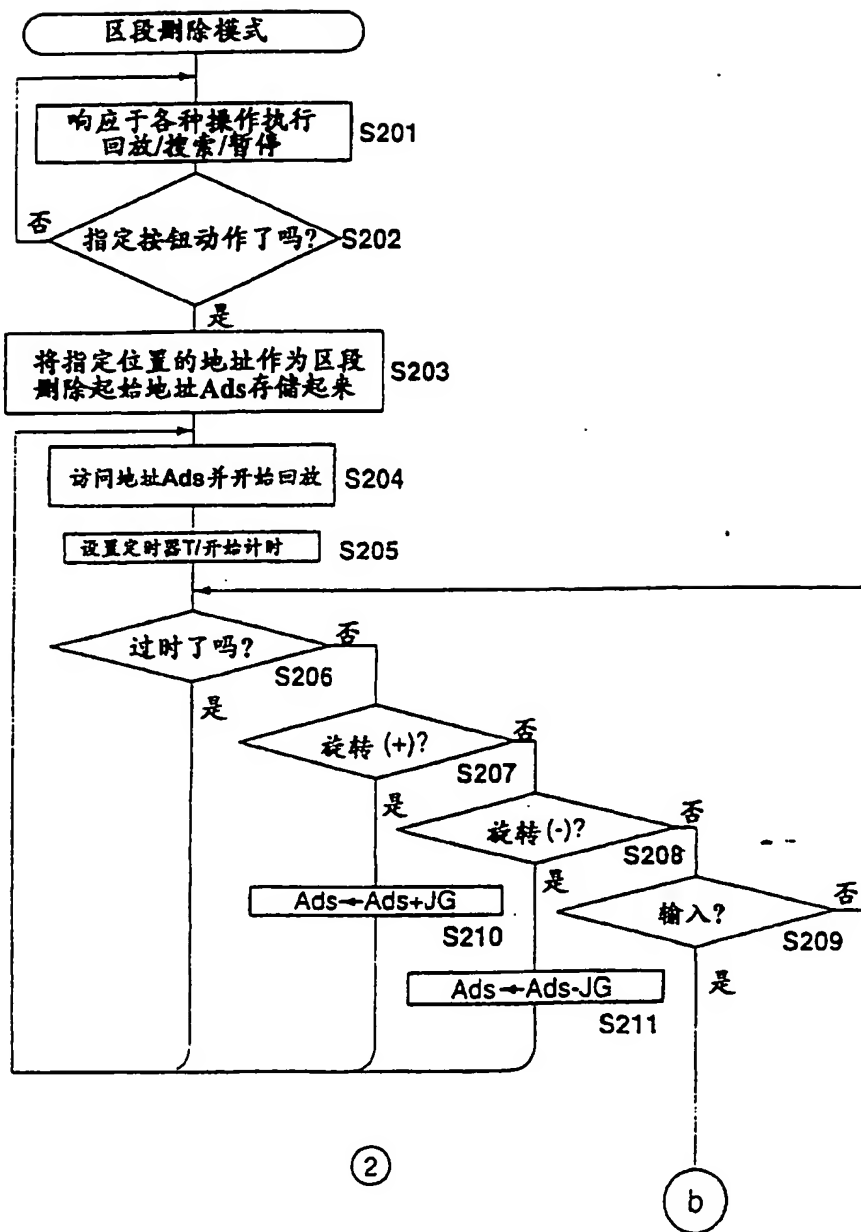 区段删除模式
响应于各种操作执行
回放/搜索/暂停
S201
否
指定按钮动作了吗?
S202
是
将指定位置的地址作为区段
删除起始地址Ads存储起来
S203
访问地址Ads并开始回放
S204
设置定时器T/开始计时
S205
过时了吗?
否
S206
是
旋转(+)?
否
S207
是
旋转(-)?
否
S208
是
输入?
否
S209
是
Ads←Ads+JG
S210
Ads←Ads-JG
S211
2
b